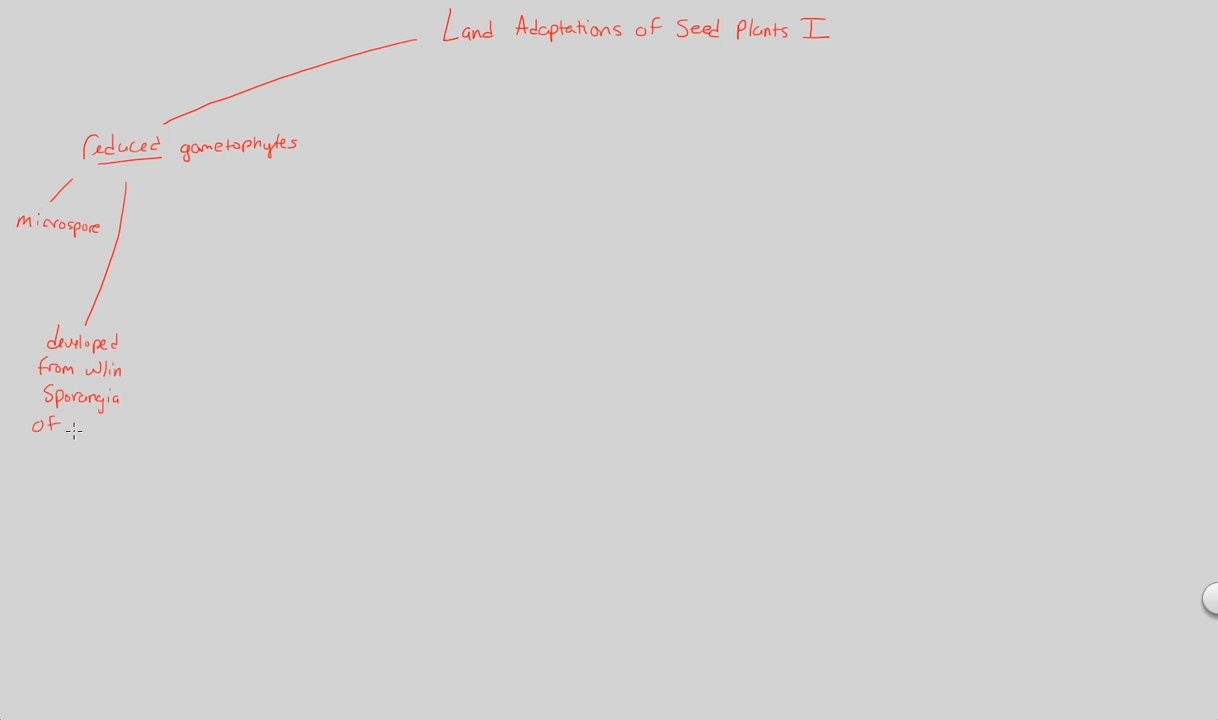 Land Adaptations of Seed Plants I
reduced gametophytes
microspore
developed
from w/in
Sporangia
of